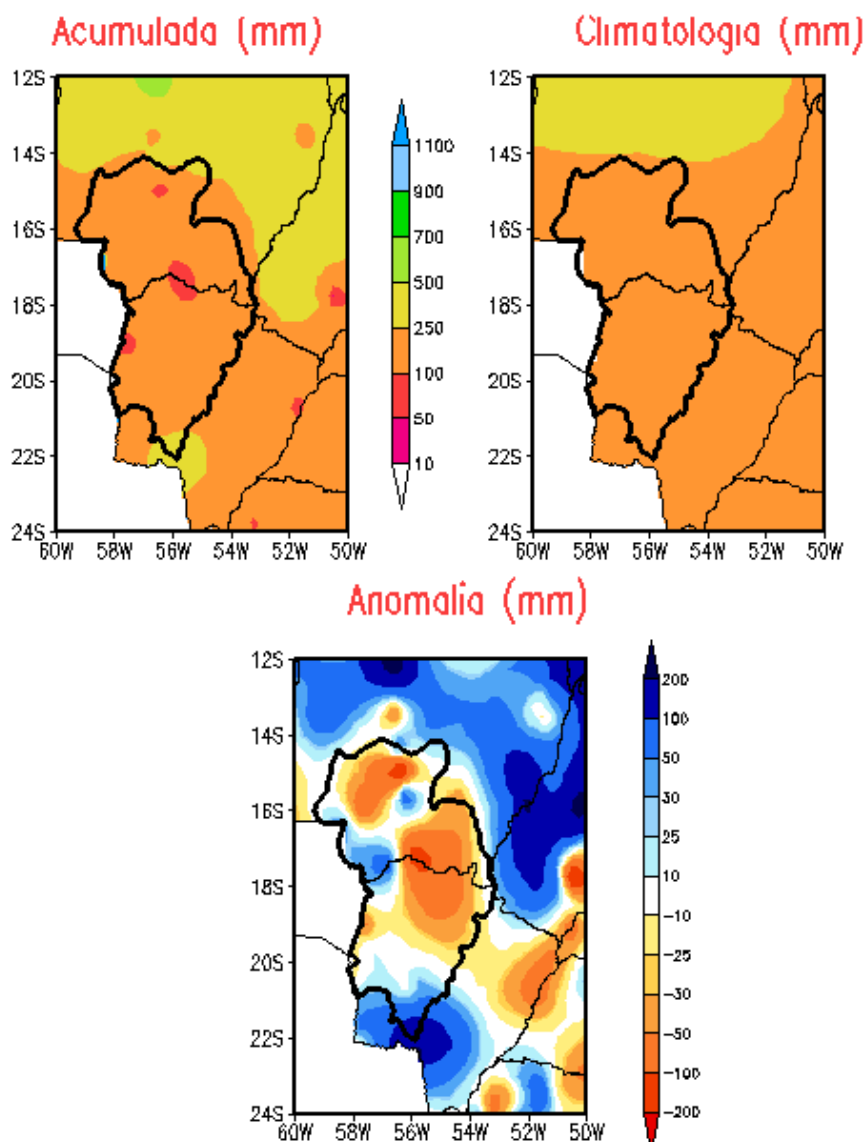 Acumulada (mm)
Climatologia (mm)
12S
14S
16S
18S
20S
22S
24S
60W 58W 56W 54W 52W 50W
1100
900
700
500
250
100
50
10
12S
14S
16S
18S
20S
22S
24S
60W 58W 56W 54W 52W 50W
Anomalia (mm)
12S
14S
16S
18S
20S
22S
24S
60W 58W 56W 54W 52W 50W
200
100
50
30
25
10
-10
-25
-30
-50
-100
-200